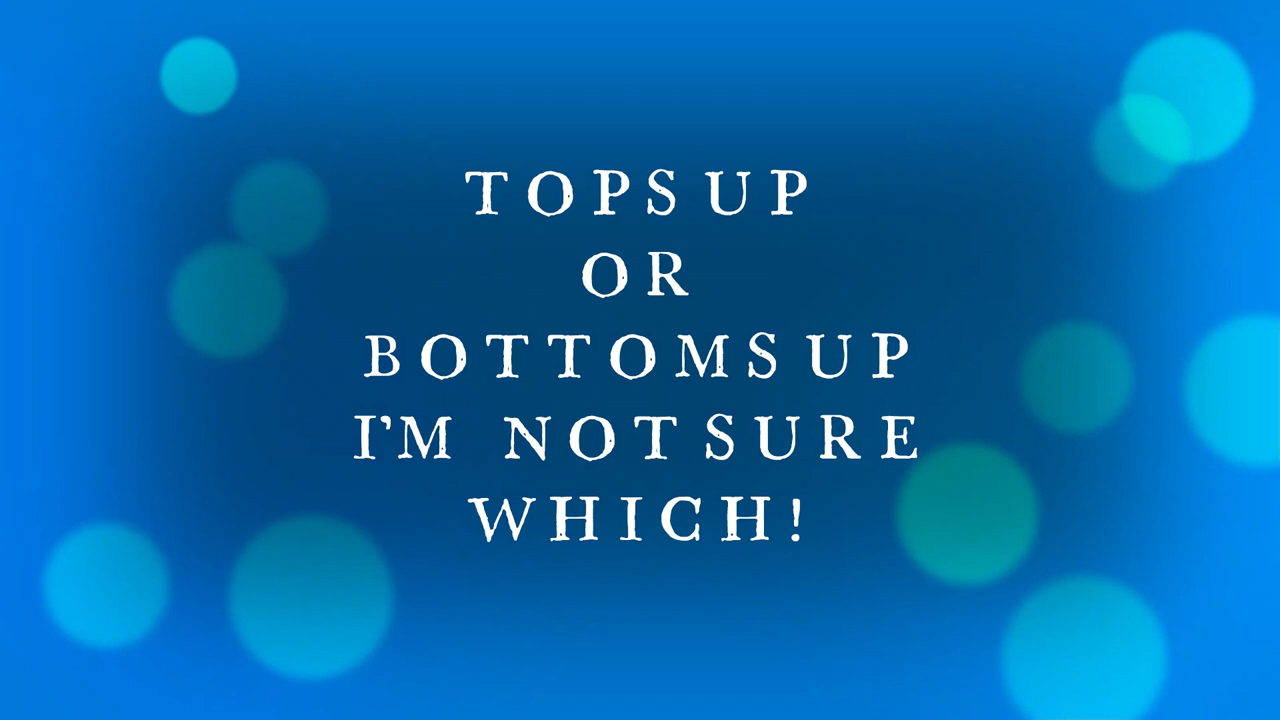 TOPS UP
OR
BOTTOMS UP
I'M NOT SURE
WHICH!